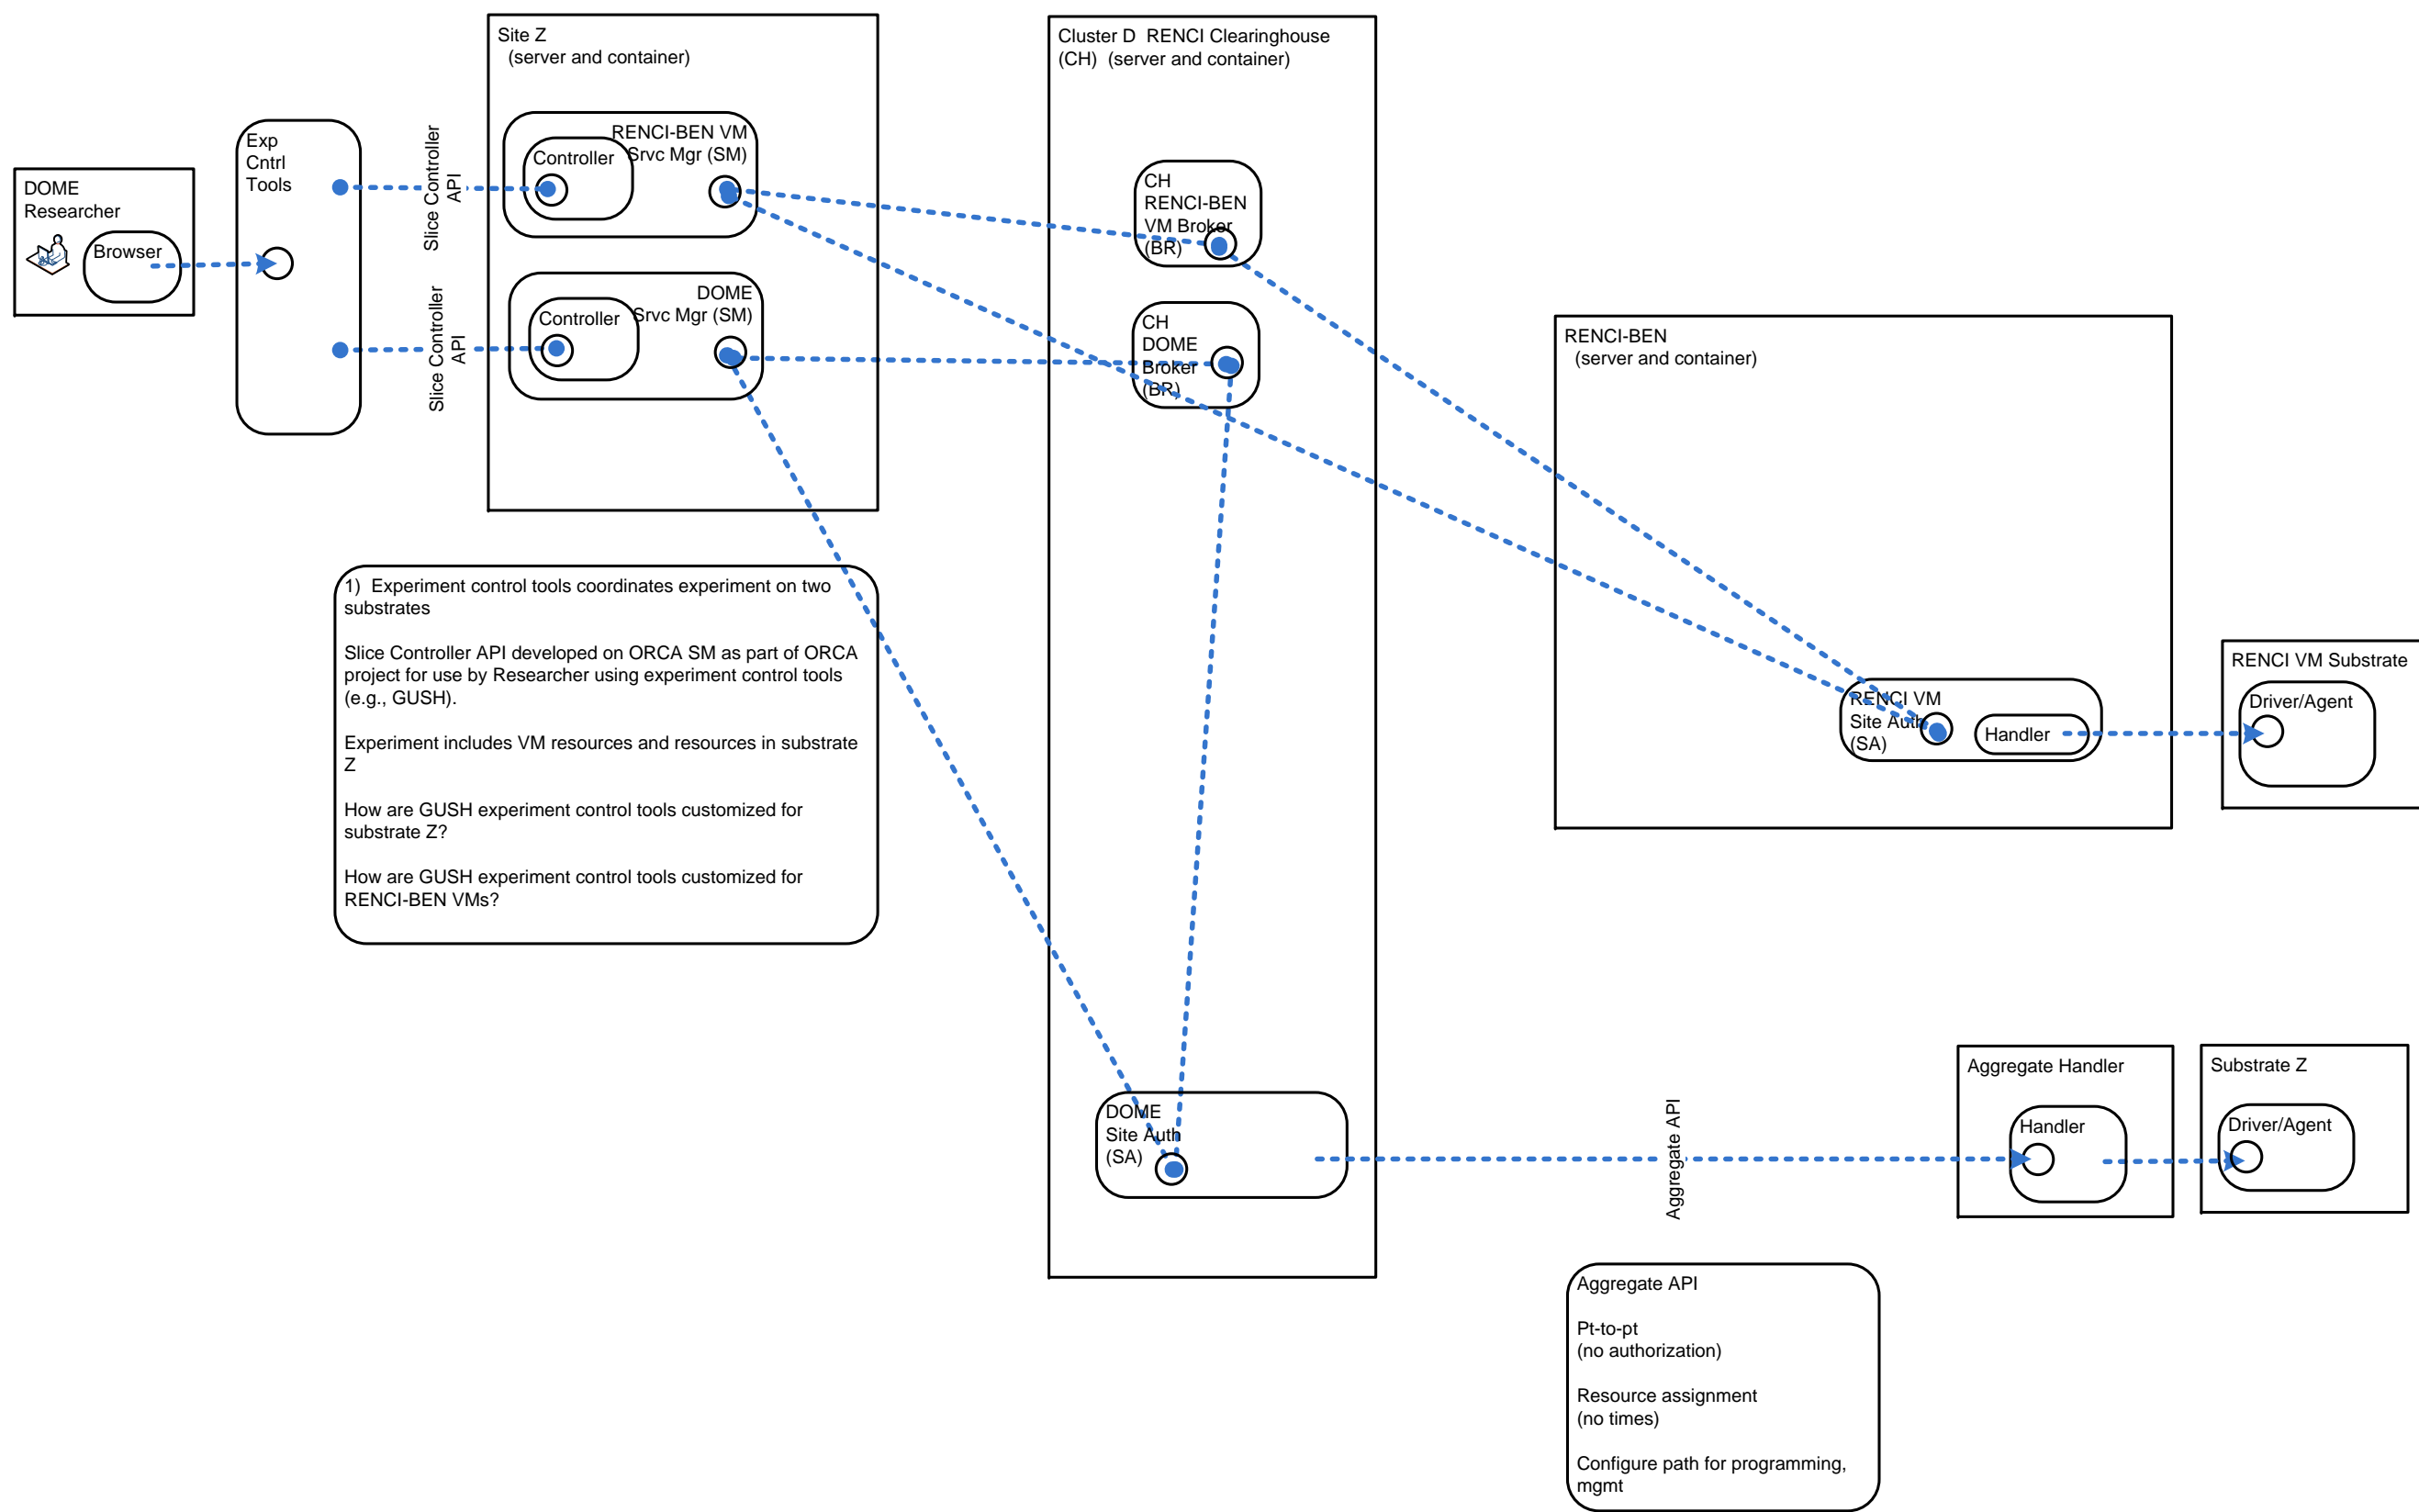 DOME
Researcher
Browser
Exp
Cntrl
Tools
Slice Controller
API
Slice Controller
API
Site Z
(server and container)
Controller
RENCI-BEN VM
Srvc Mgr (SM)
Controller
DOME
Srvc Mgr (SM)
Cluster D  RENCI Clearinghouse
(CH)  (server and container)
CH
RENCI-BEN
VM Broker
(BR)
CH
DOME
Broker
(BR)
RENCI-BEN
(server and container)
RENCI VM
Site Auth
(SA)
Handler
RENCI VM Substrate
Driver/Agent
1)  Experiment control tools coordinates experiment on two
substrates
Slice Controller API developed on ORCA SM as part of ORCA
project for use by Researcher using experiment control tools
(e.g., GUSH).
Experiment includes VM resources and resources in substrate
Z
How are GUSH experiment control tools customized for
substrate Z?
How are GUSH experiment control tools customized for
RENCI-BEN VMs?
DOME
Site Auth
(SA)
Aggregate API
Aggregate Handler
Handler
Substrate Z
Driver/Agent
Aggregate API
Pt-to-pt
(no authorization)
Resource assignment
(no times)
Configure path for programming,
mgmt